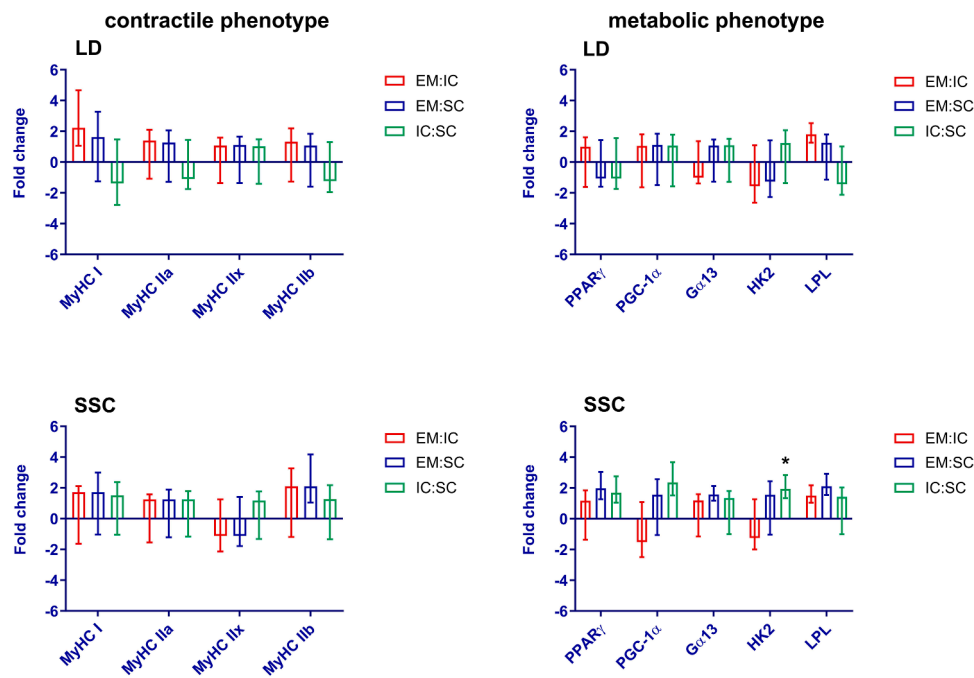 contractile phenotype
LD
6
4
2
0
-2
-4
-6
Fold change
MyHC I
MyHC IIa
MyHC IIx
MyHC IIb
EM:IC
EM:SC
IC:SC
metabolic phenotype
LD
6
4
2
0
-2
-4
-6
Fold change
PPARγ
PGC-1α
Gα13
HK2
LPL
EM:IC
EM:SC
IC:SC
SSC
6
4
2
0
-2
-4
-6
Fold change
MyHC I
MyHC IIa
MyHC IIx
MyHC IIb
EM:IC
EM:SC
IC:SC
SSC
6
4
2
0
-2
-4
-6
Fold change
*
PPARγ
PGC-1α
Gα13
HK2
LPL
EM:IC
EM:SC
IC:SC